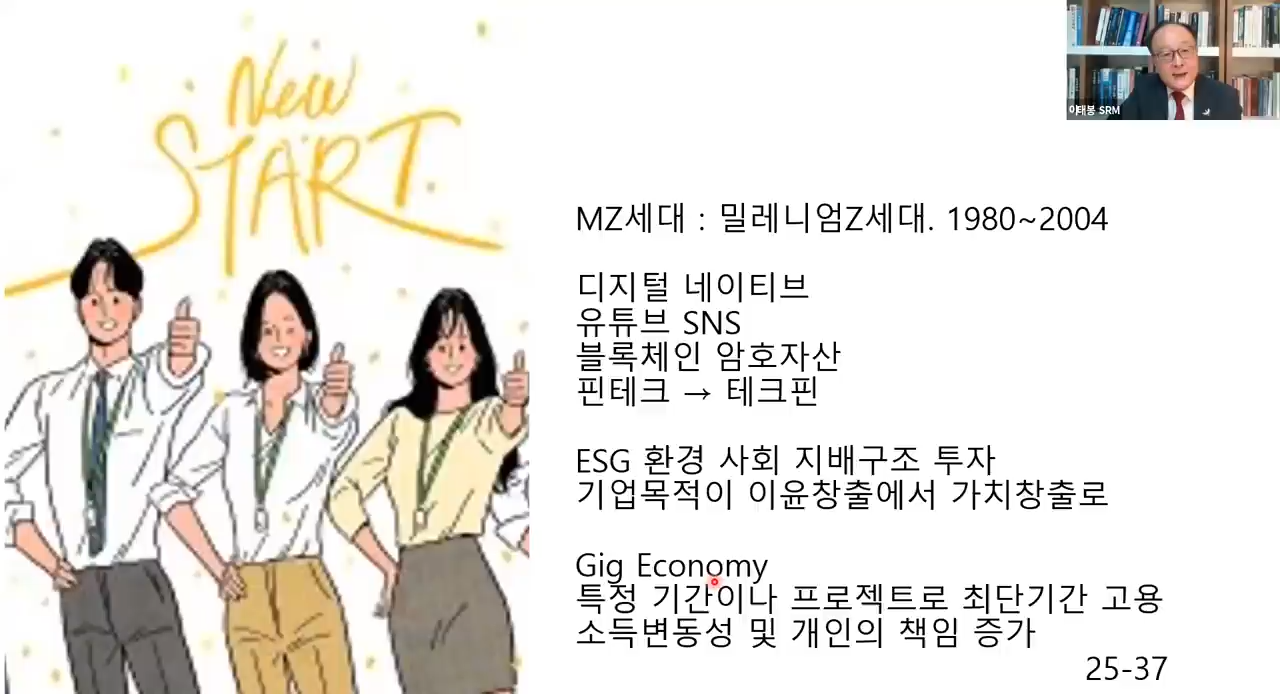 New
START
이태봉 SRM
MZ세대 : 밀레니엄Z세대. 1980~2004
디지털 네이티브
유튜브 SNS
블록체인 암호자산
핀테크 → 테크핀
ESG 환경 사회 지배구조 투자
기업목적이 이윤창출에서 가치창출로
Gig Economy
특정 기간이나 프로젝트로 최단기간 고용
소득변동성 및 개인의 책임 증가
25-37